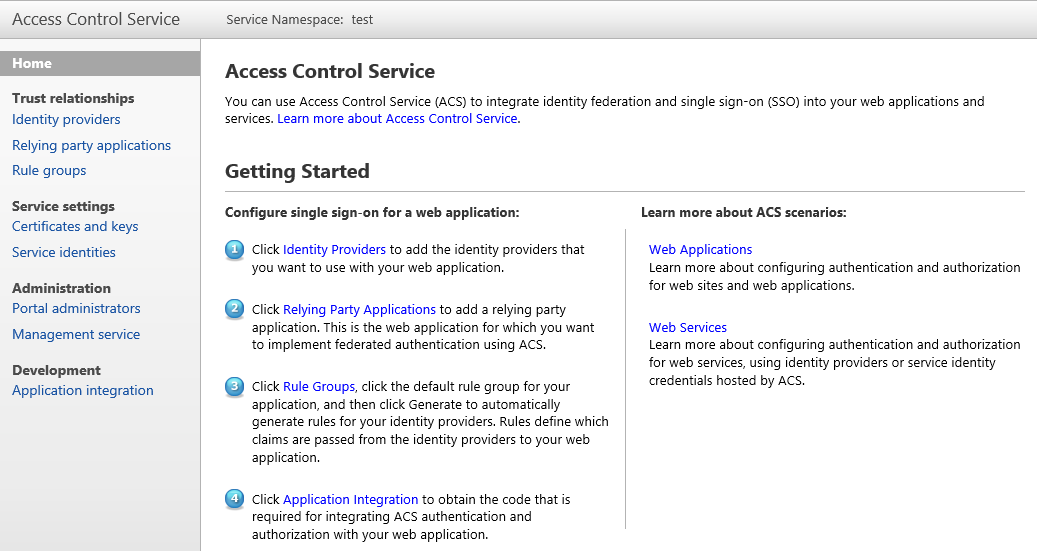 Access Control Service
Service Namespace: test
Home
Trust relationships
Identity providers
Relying party applications
Rule groups
Service settings
Certificates and keys
Service identities
Administration
Portal administrators
Management service
Development
Application integration
Access Control Service
You can use Access Control Service (ACS) to integrate identity federation and single sign-on (SSO) into your web applications and
services. Learn more about Access Control Service.
Getting Started
Configure single sign-on for a web application:
1 Click Identity Providers to add the identity providers that
you want to use with your web application.
2 Click Relying Party Applications to add a relying party
application. This is the web application for which you want
to implement federated authentication using ACS.
3 Click Rule Groups, click the default rule group for your
application, and then click Generate to automatically
generate rules for your identity providers. Rules define which
claims are passed from the identity providers to your web
application.
4 Click Application Integration to obtain the code that is
required for integrating ACS authentication and
authorization with your web application.
Learn more about ACS scenarios:
Web Applications
Learn more about configuring authentication and authorization
for web sites and web applications.
Web Services
Learn more about configuring authentication and authorization
for web services, using identity providers or service identity
credentials hosted by ACS.